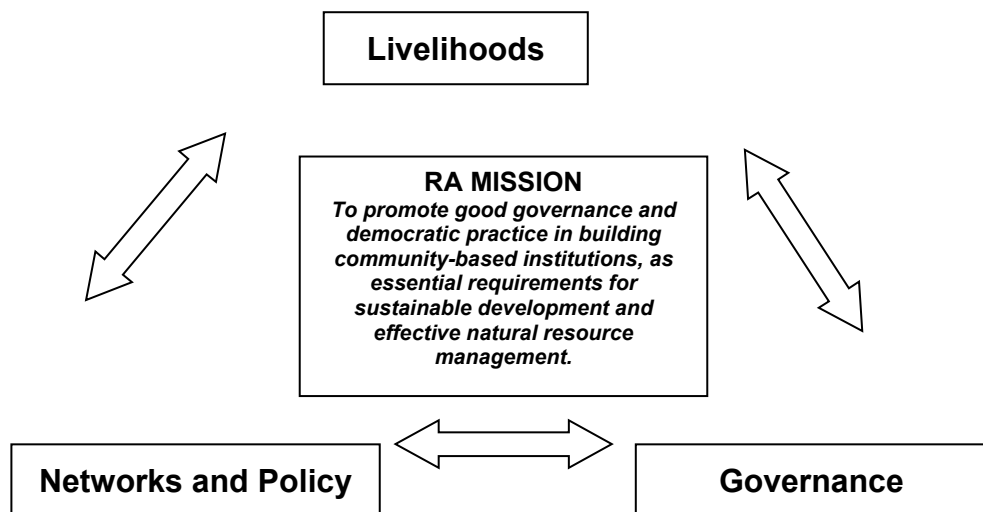 Livelihoods
RA MISSION
To promote good governance and
democratic practice in building
community-based institutions, as
essential requirements for
sustainable development and
effective natural resource
management.
Networks and Policy
Governance